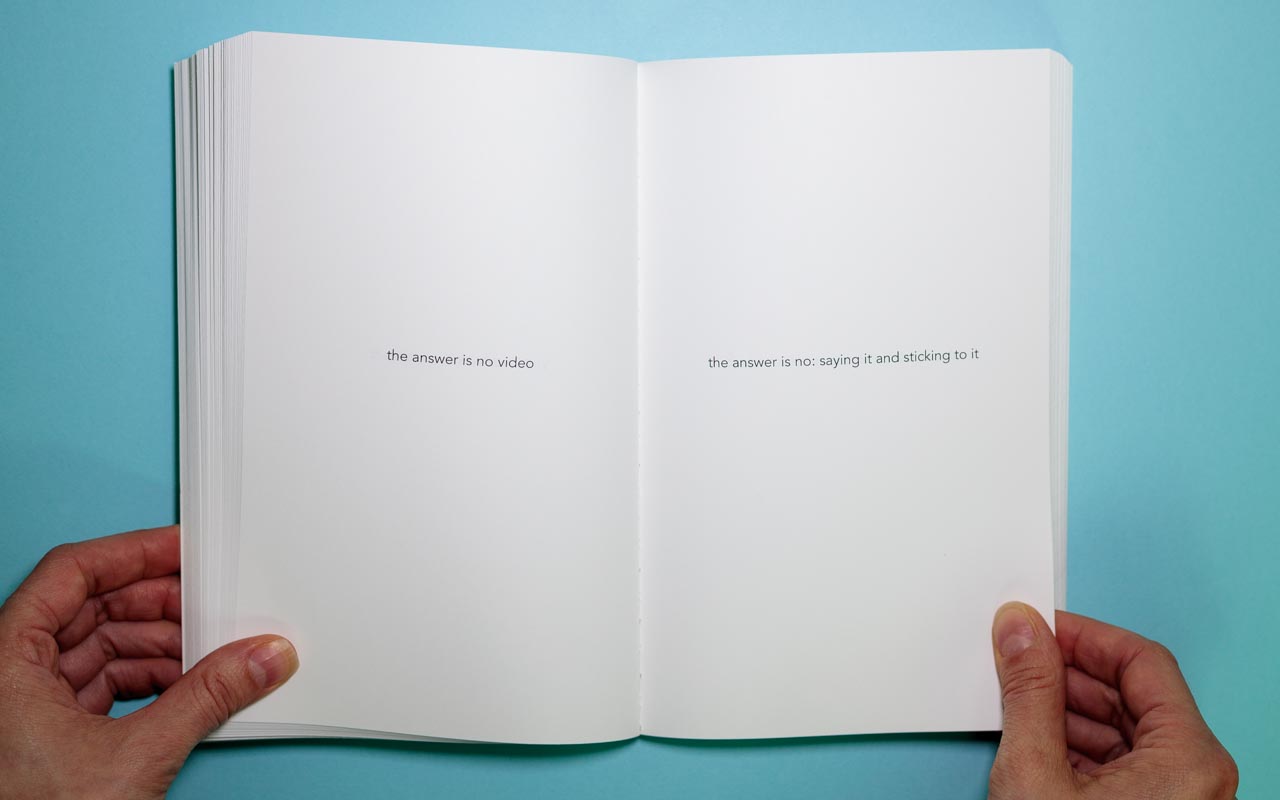 the answer is no video
the answer is no: saying it and sticking to it